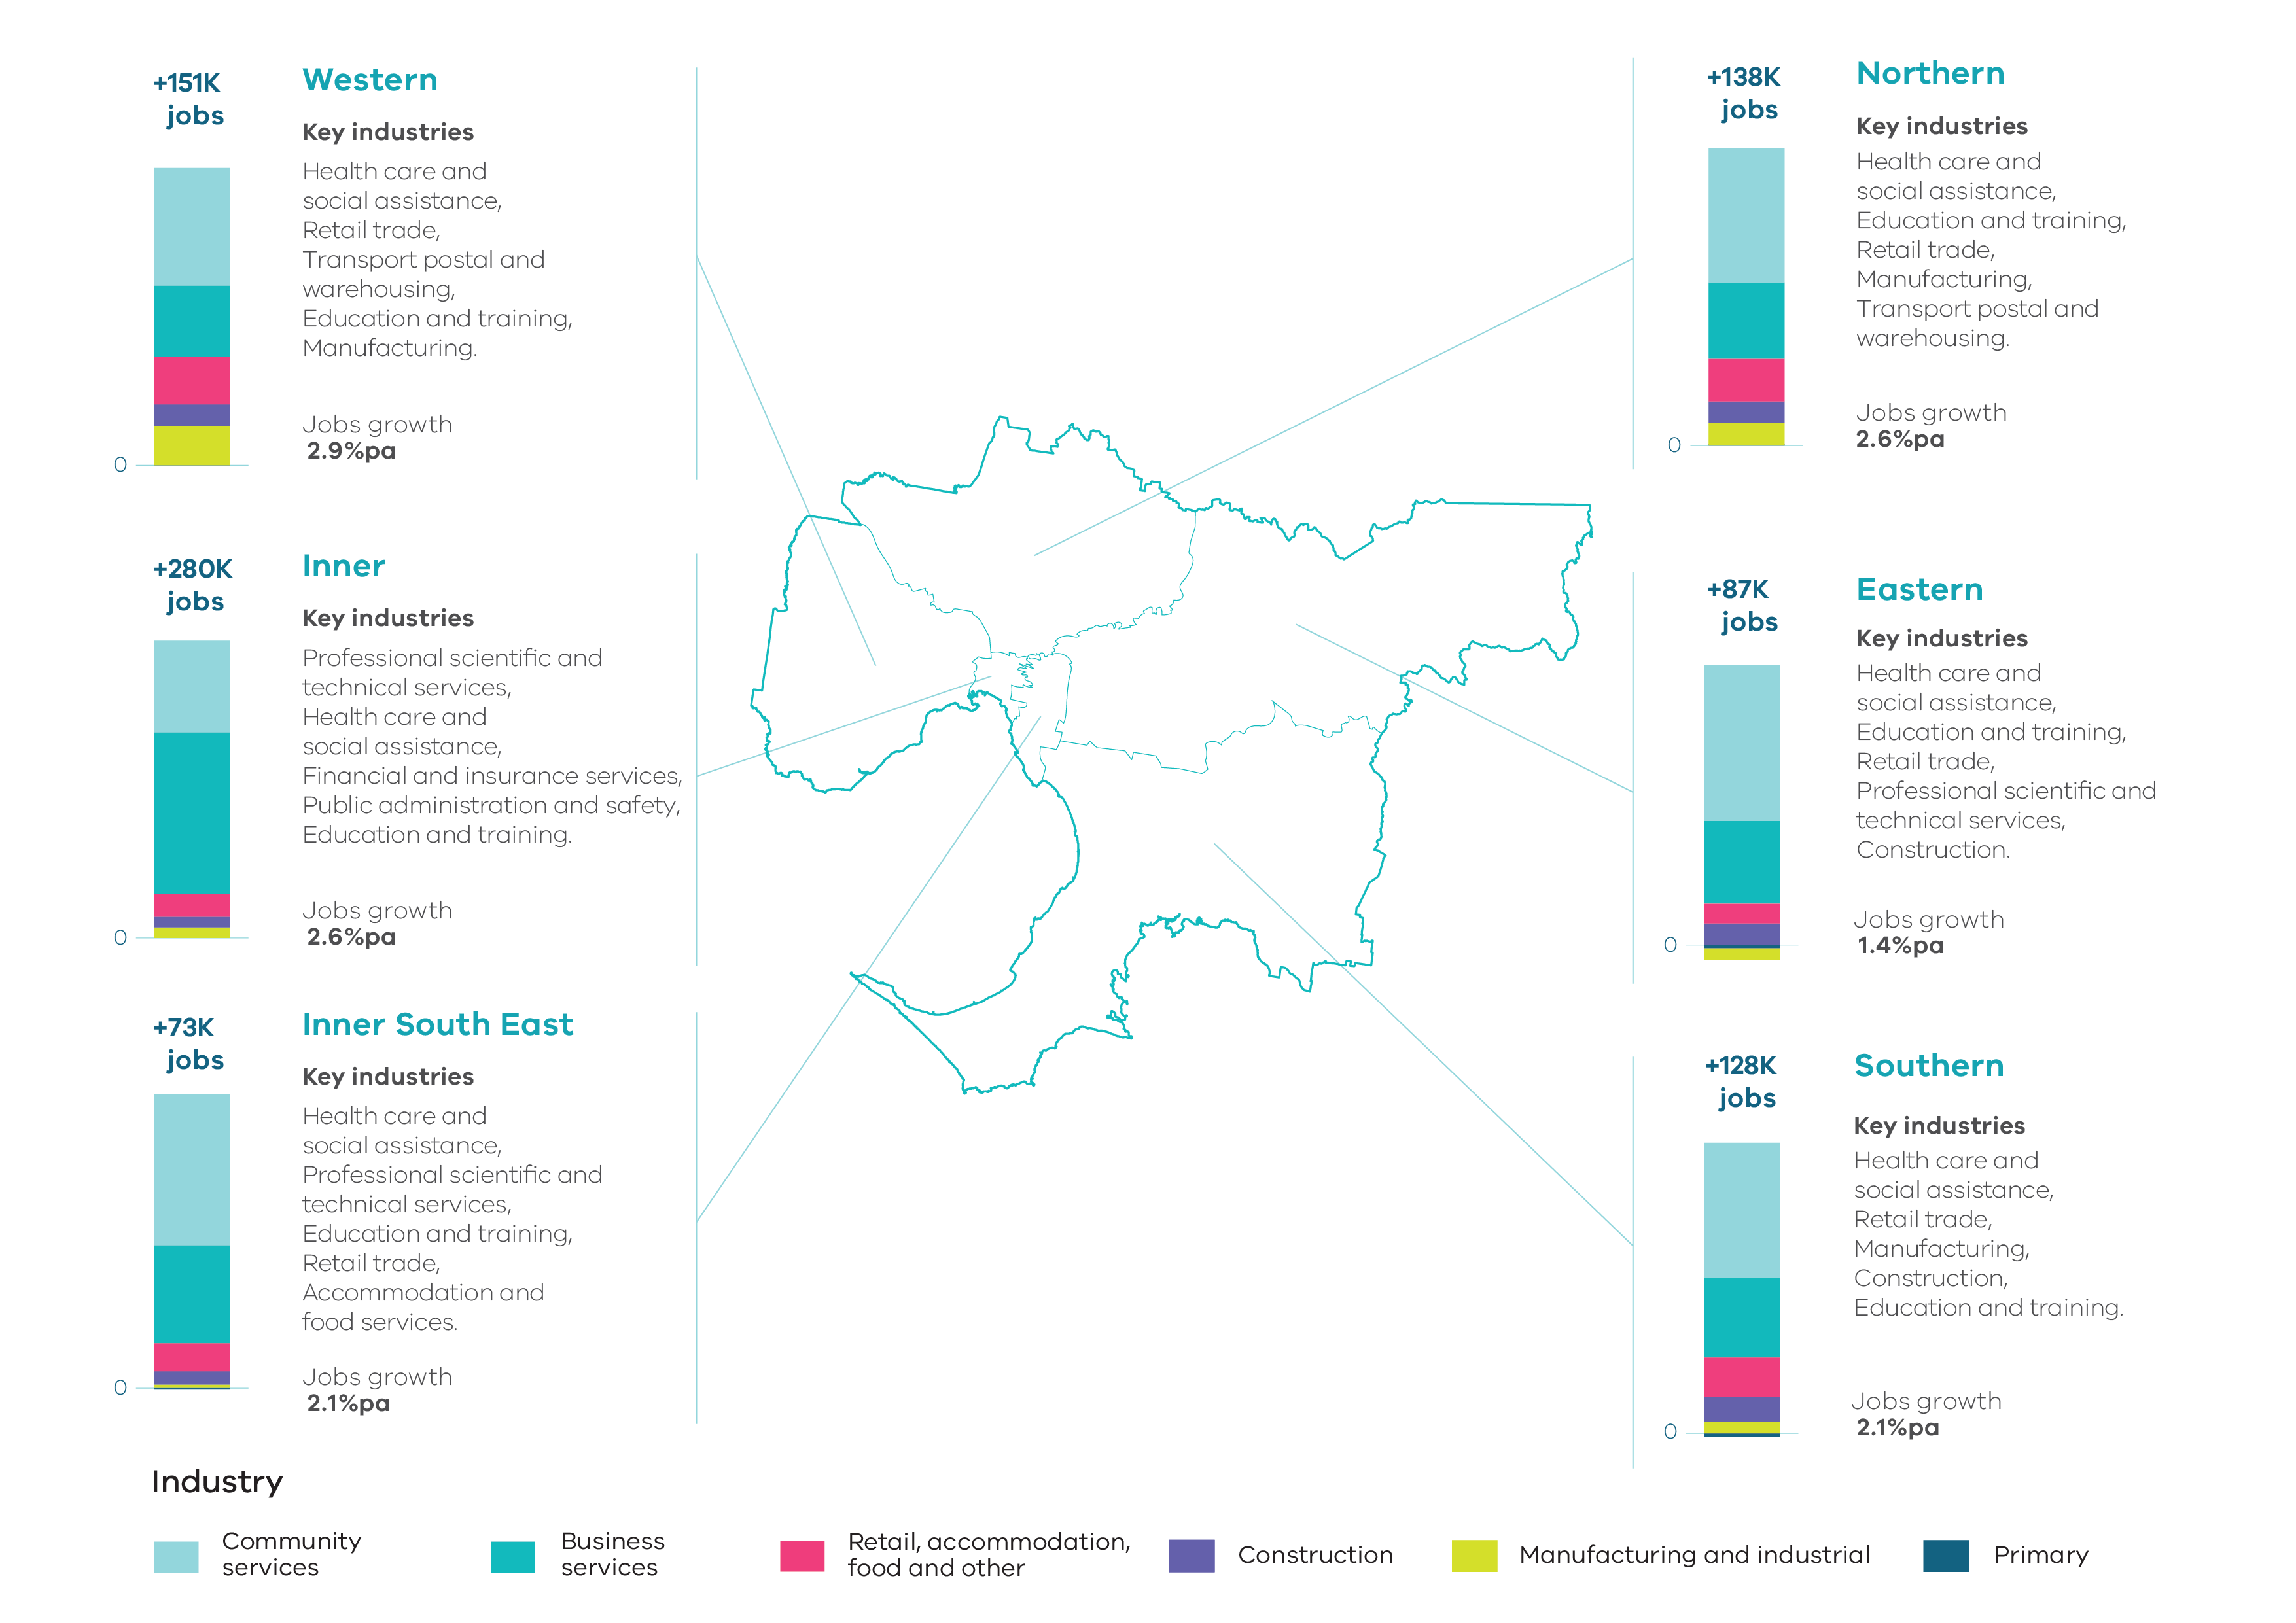 +151K
jobs
Western
Key industries
Health care and
social assistance,
Retail trade,
Transport postal and
warehousing,
Education and training,
Manufacturing.
Jobs growth
2.9%pa
0
+280K
jobs
Inner
Key industries
Professional scientific and
technical services,
Health care and
social assistance,
Financial and insurance services,
Public administration and safety,
Education and training.
Jobs growth
2.6%pa
0
+73K
jobs
Inner South East
Key industries
Health care and
social assistance,
Professional scientific and
technical services,
Education and training,
Retail trade,
Accommodation and
food services.
Jobs growth
2.1%pa
0
+138K
jobs
Northern
Key industries
Health care and
social assistance,
Education and training,
Retail trade,
Manufacturing,
Transport postal and
warehousing.
Jobs growth
2.6%pa
0
+87K
jobs
Eastern
Key industries
Health care and
social assistance,
Education and training,
Retail trade,
Professional scientific and
technical services,
Construction.
Jobs growth
1.4%pa
0
+128K
jobs
Southern
Key industries
Health care and
social assistance,
Retail trade,
Manufacturing,
Construction,
Education and training.
Jobs growth
2.1%pa
0
Industry
Community
services
Business
services
Retail, accommodation,
food and other
Construction
Manufacturing and industrial
Primary